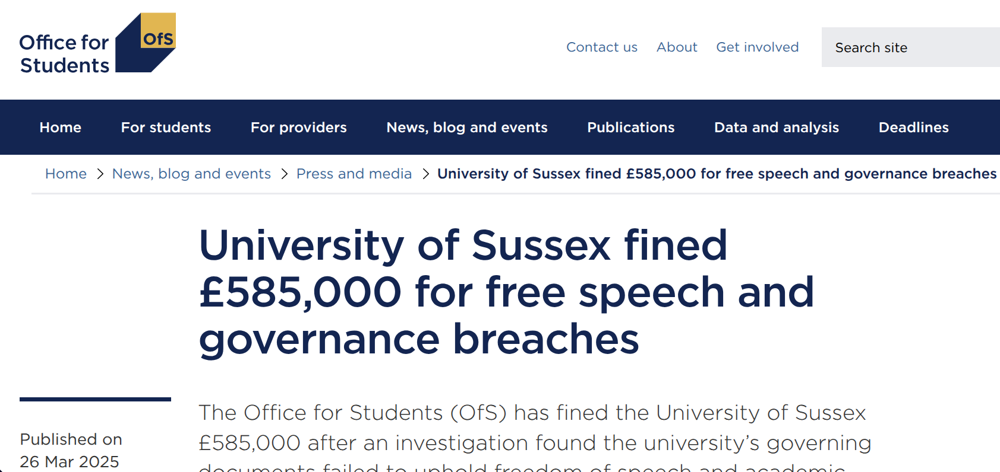 Office for
Students
OfS
Contact us
About
Get involved
Search site
Home
For students
For providers
News, blog and events
Publications
Data and analysis
Deadlines
Home > News, blog and events > Press and media > University of Sussex fined £585,000 for free speech and governance breaches
University of Sussex fined
£585,000 for free speech and
governance breaches
Published on
26 Mar 2025
The Office for Students (OfS) has fined the University of Sussex
£585,000 after an investigation found the university’s governing
documents failed to uphold freedom of speech and academic